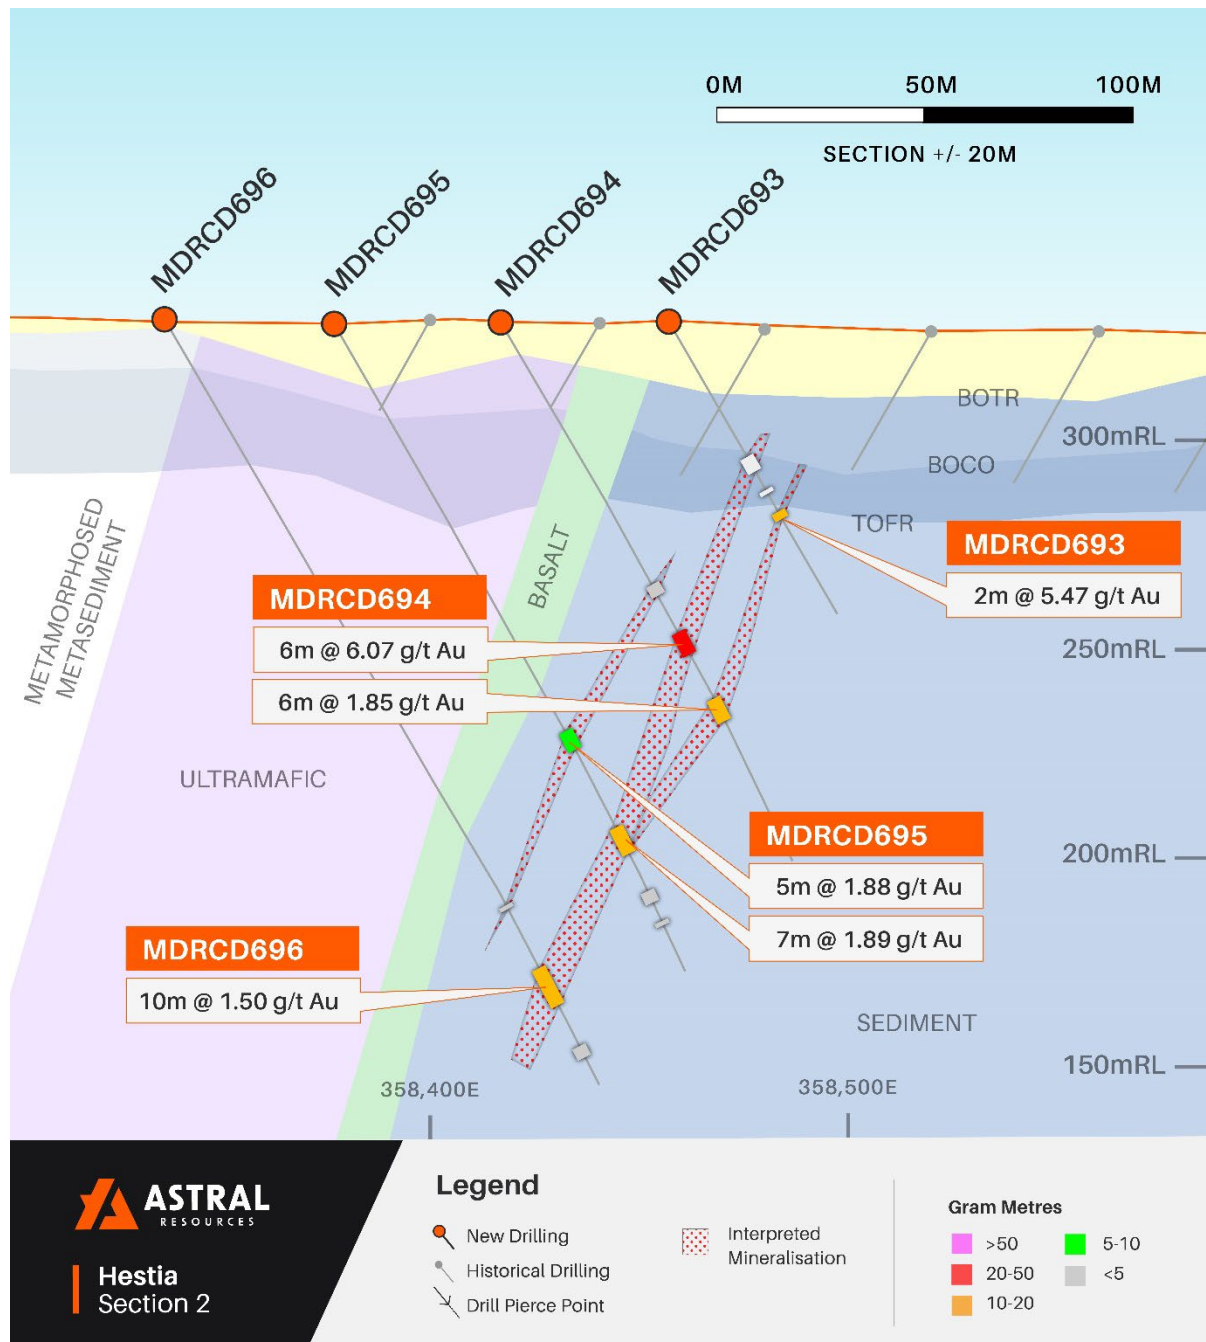 0M 50M 100M
SECTION +/- 20M
MDRCD696
MDRCD695
MDRCD694
MDRCD693
BOTR
300mRL
BOCO
TOFR
METAMORPHOSED
METASEDIMENT
BASALT
MDRCD693
2m @ 5.47 g/t Au
MDRCD694
6m @ 6.07 g/t Au
6m @ 1.85 g/t Au
250mRL
ULTRAMAFIC
MDRCD695
5m @ 1.88 g/t Au
7m @ 1.89 g/t Au
200mRL
MDRCD696
10m @ 1.50 g/t Au
SEDIMENT
150mRL
358,400E
358,500E
ASTRAL
RESOURCES
Hestia
Section 2
Legend
New Drilling
Historical Drilling
Drill Pierce Point
Interpreted
Mineralisation
Gram Metres
>50
20-50
10-20
5-10
<5